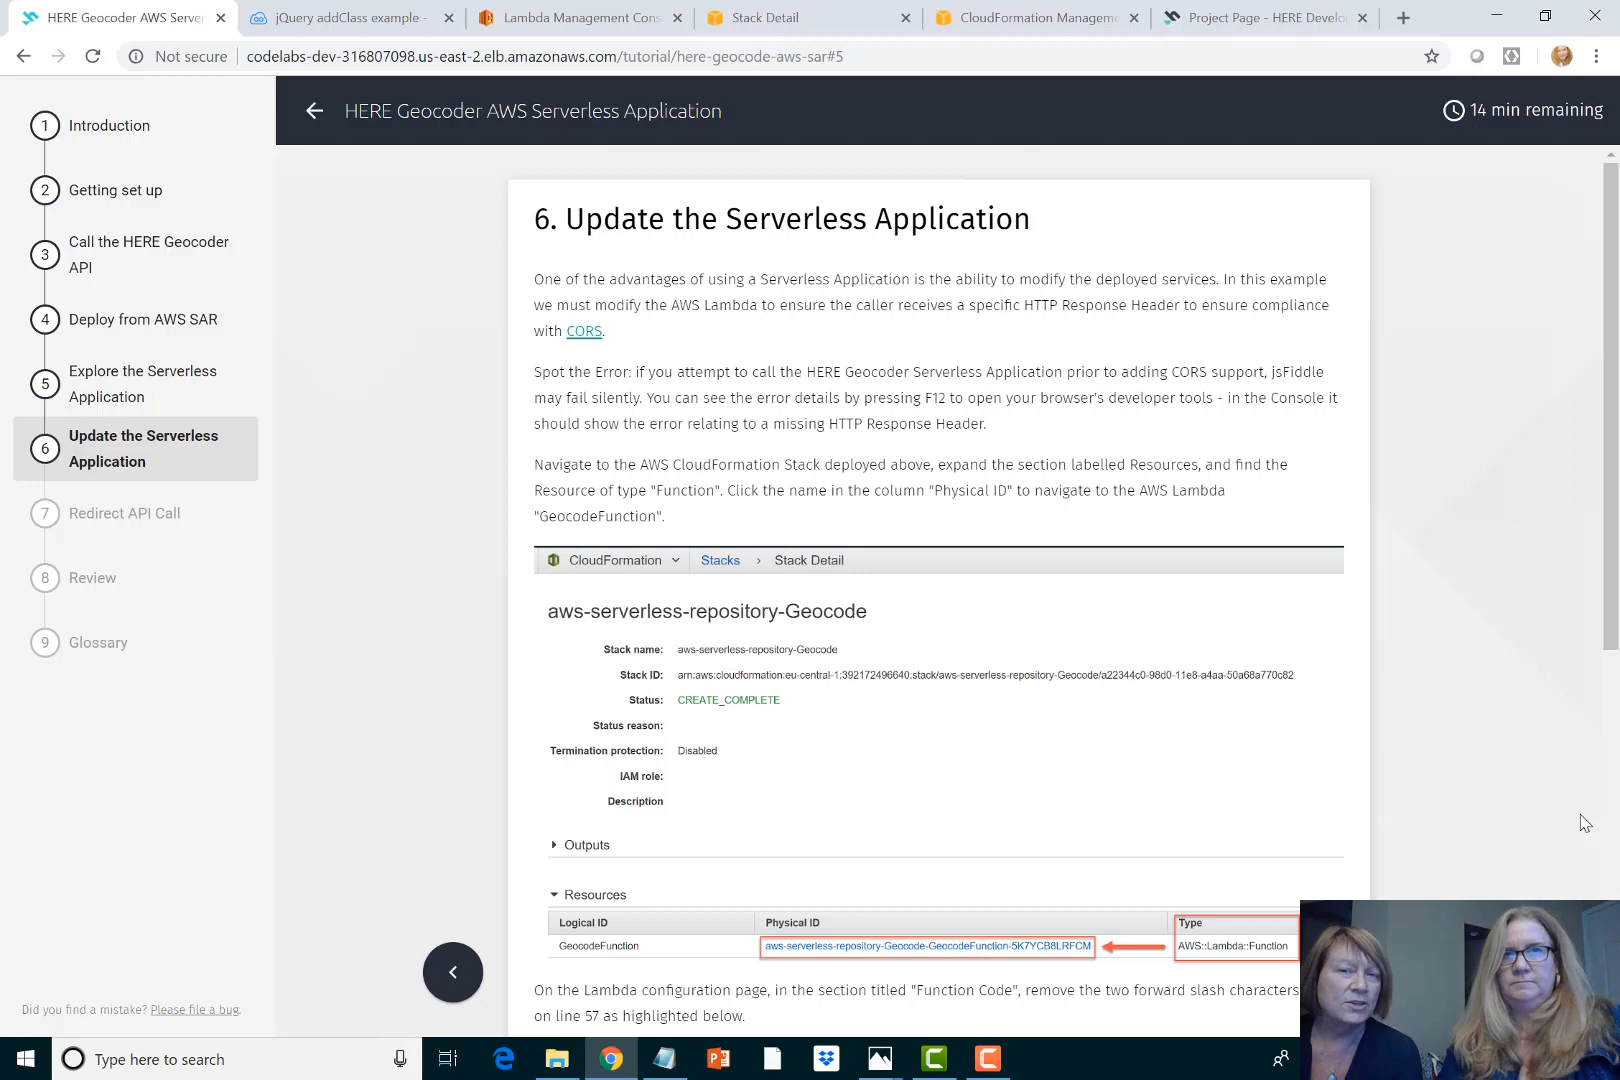 HERE Geocoder AWS Server
jQuery addClass example -
Lambda Management Cons
Stack Detail
CloudFormation Managem
Project Page - HERE Develo
Not secure
codelabs-dev-316807098.us-east-2.elb.amazonaws.com/tutorial/here-geocode-aws-sar#5
HERE Geocoder AWS Serverless Application
14 min remaining
1 Introduction
2 Getting set up
3 Call the HERE Geocoder
API
4 Deploy from AWS SAR
5 Explore the Serverless
Application
6 Update the Serverless
Application
7 Redirect API Call
8 Review
9 Glossary
Did you find a mistake? Please file a bug.
6. Update the Serverless Application
One of the advantages of using a Serverless Application is the ability to modify the deployed services. In this example
we must modify the AWS Lambda to ensure the caller receives a specific HTTP Response Header to ensure compliance
with CORS.
Spot the Error: if you attempt to call the HERE Geocoder Serverless Application prior to adding CORS support, jsFiddle
may fail silently. You can see the error details by pressing F12 to open your browser's developer tools - in the Console it
should show the error relating to a missing HTTP Response Header.
Navigate to the AWS CloudFormation Stack deployed above, expand the section labelled Resources, and find the
Resource of type "Function". Click the name in the column "Physical ID" to navigate to the AWS Lambda
"GeocodeFunction".
CloudFormation Stacks > Stack Detail
aws-serverless-repository-Geocode
Stack name: aws-serverless-repository-Geocode
Stack ID: arn:aws:cloudformation:eu-central-1:392172496640:stack/aws-serverless-repository-Geocode/a22344c0-98d0-11e8-a4aa-50a68a770c82
Status: CREATE_COMPLETE
Status reason:
Termination protection: Disabled
IAM role:
Description
Outputs
Resources
Logical ID Physical ID Type
GeocodeFunction aws-serverless-repository-Geocode-GeocodeFunction-5K7YCB8LRFCM AWS::Lambda::Function
On the Lambda configuration page, in the section titled "Function Code", remove the two forward slash characters
on line 57 as highlighted below.
Type here to search